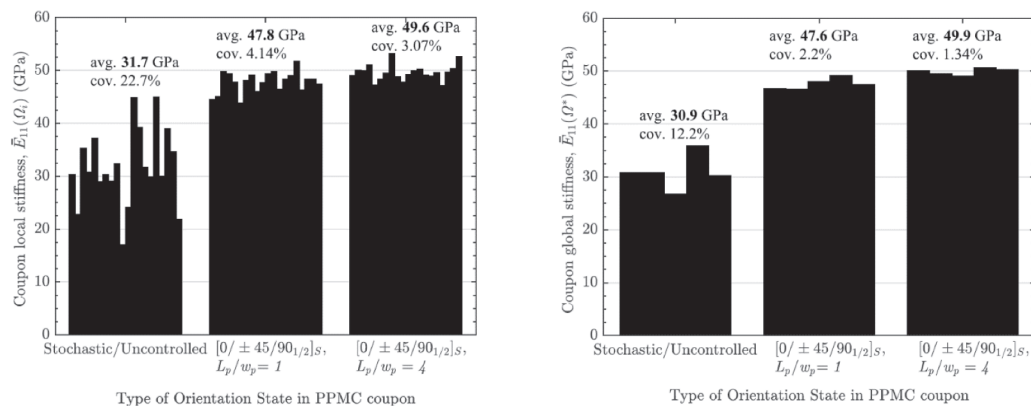 60
50
40
30
20
10
0
Coupon local stiffness, Ē₁₁(Ωᵢ) (GPa)
avg. 31.7 GPa
cov. 22.7%
avg. 47.8 GPa
cov. 4.14%
avg. 49.6 GPa
cov. 3.07%
Stochastic/Uncontrolled
[0/ ± 45/90₁/₂]S,
Lₚ/wₚ = 1
[0/ ± 45/90₁/₂]S,
Lₚ/wₚ = 4
Type of Orientation State in PPMC coupon
60
50
40
30
20
10
0
Coupon global stiffness, Ē₁₁(Ω*) (GPa)
avg. 30.9 GPa
cov. 12.2%
avg. 47.6 GPa
cov. 2.2%
avg. 49.9 GPa
cov. 1.34%
Stochastic/Uncontrolled
[0/ ± 45/90₁/₂]S,
Lₚ/wₚ = 1
[0/ ± 45/90₁/₂]S,
Lₚ/wₚ = 4
Type of Orientation State in PPMC coupon